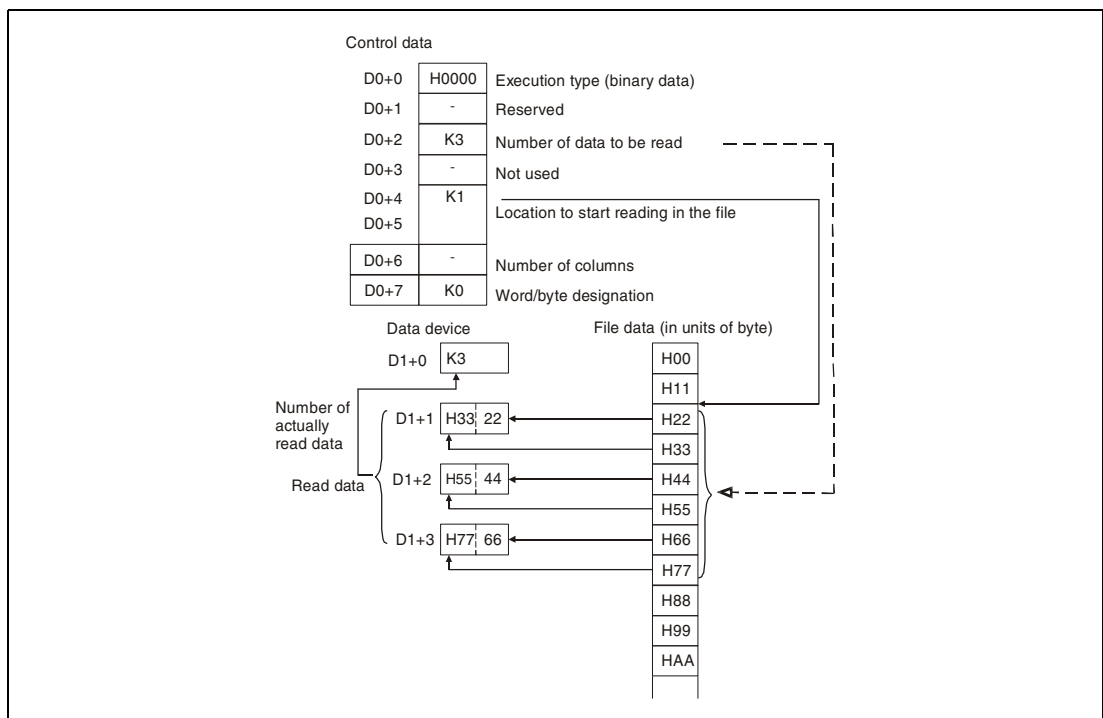 Control data
D0+0 H0000 Execution type (binary data)
D0+1 - Reserved
D0+2 K3 Number of data to be read
D0+3 - Not used
D0+4 K1
Location to start reading in the file
D0+5
D0+6 - Number of columns
D0+7 K0 Word/byte designation
Data device File data (in units of byte)
D1+0 K3 H00
H11
Number of
actually
read data
D1+1 H33 22 H22
H33
Read data D1+2 H55 44 H44
H55
D1+3 H77 66 H66
H77
H88
H99
HAA